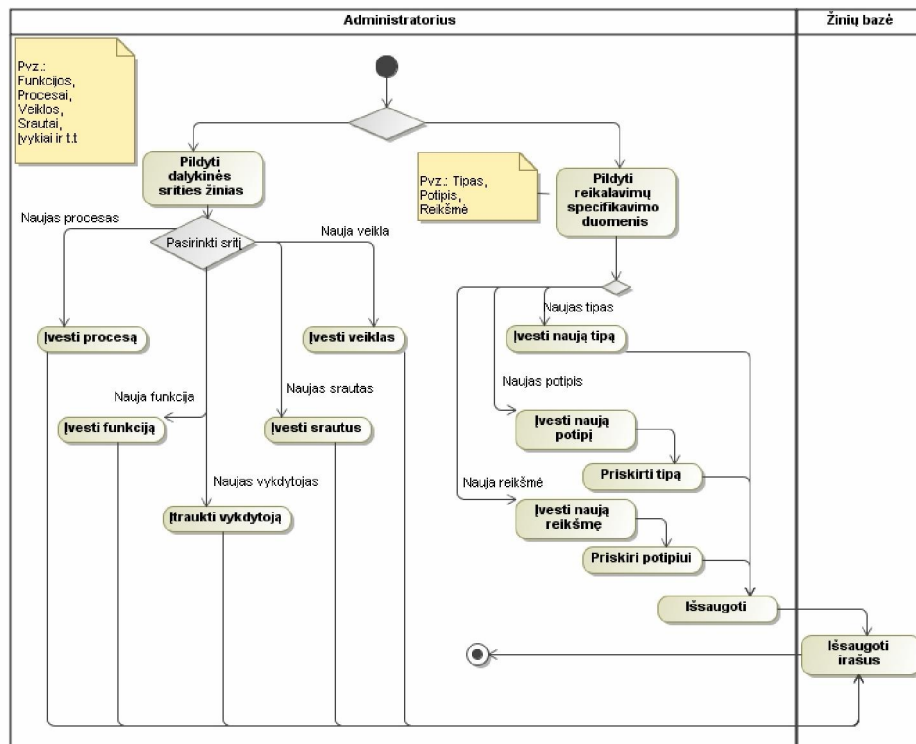 Administratorius
Žinių bazė
Pvz.:
Funkcijos,
Procesai,
Veiklos,
Srautai,
Įvykiai ir t.t
Pildyti
dalykinės
srities žinias
Pvz.: Tipas,
Potipis,
Reikšmė
Pildyti
reikalavimų
specifikavimo
duomenis
Naujas procesas
Pasirinkti sritį
Nauja veikla
Naujas tipas
Įvesti procesą
Įvesti veiklas
Įvesti naują tipą
Naujas potipis
Nauja funkcija
Naujas srautas
Įvesti funkciją
Įvesti srautus
Įvesti naują
potipį
Priskirti tipą
Naujas vykdytojas
Nauja reikšmė
Įtraukti vykdytoją
Įvesti naują
reikšmę
Priskiri potipiui
Išsaugoti
Išsaugoti
irašus